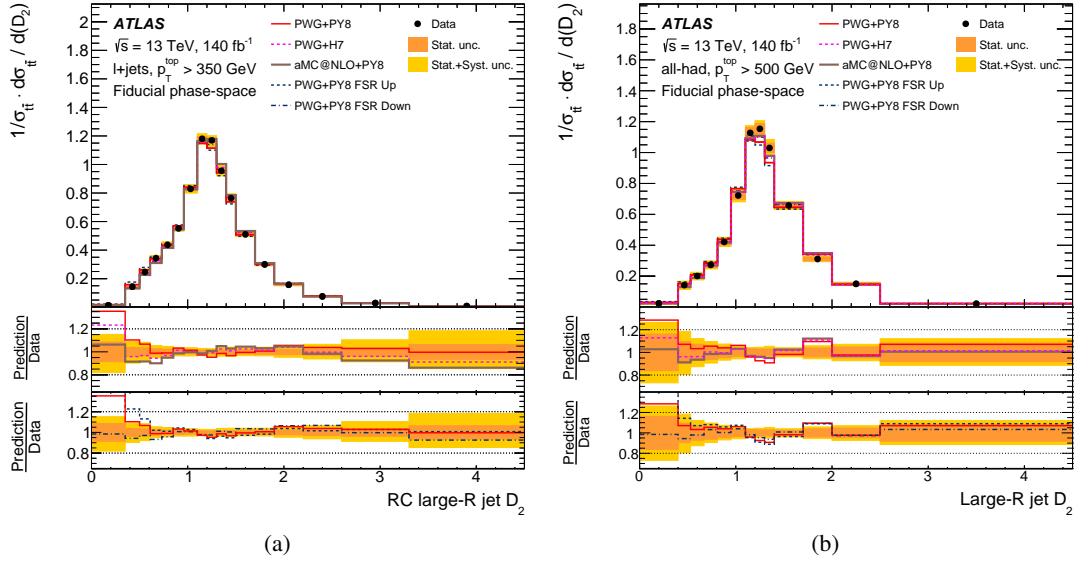 1/σ_tt̄ · dσ_tt̄ / d(D_2)
2
1.8
1.6
1.4
1.2
1
0.8
0.6
0.4
0.2
ATLAS
√s = 13 TeV, 140 fb⁻¹
l+jets, p_T^top > 350 GeV
Fiducial phase-space
PWG+PY8
PWG+H7
aMC@NLO+PY8
PWG+PY8 FSR Up
PWG+PY8 FSR Down
Data
Stat. unc.
Stat.+Syst. unc.
Prediction
Data
1.2
1
0.8
Prediction
Data
1.2
1
0.8
0 1 2 3 4
RC large-R jet D_2
(a)
1/σ_tt̄ · dσ_tt̄ / d(D_2)
1.8
1.6
1.4
1.2
1
0.8
0.6
0.4
0.2
ATLAS
√s = 13 TeV, 140 fb⁻¹
all-had, p_T^top > 500 GeV
Fiducial phase-space
PWG+PY8
PWG+H7
aMC@NLO+PY8
PWG+PY8 FSR Up
PWG+PY8 FSR Down
Data
Stat. unc.
Stat.+Syst. unc.
Prediction
Data
1.2
1
0.8
Prediction
Data
1.2
1
0.8
0 1 2 3 4
Large-R jet D_2
(b)